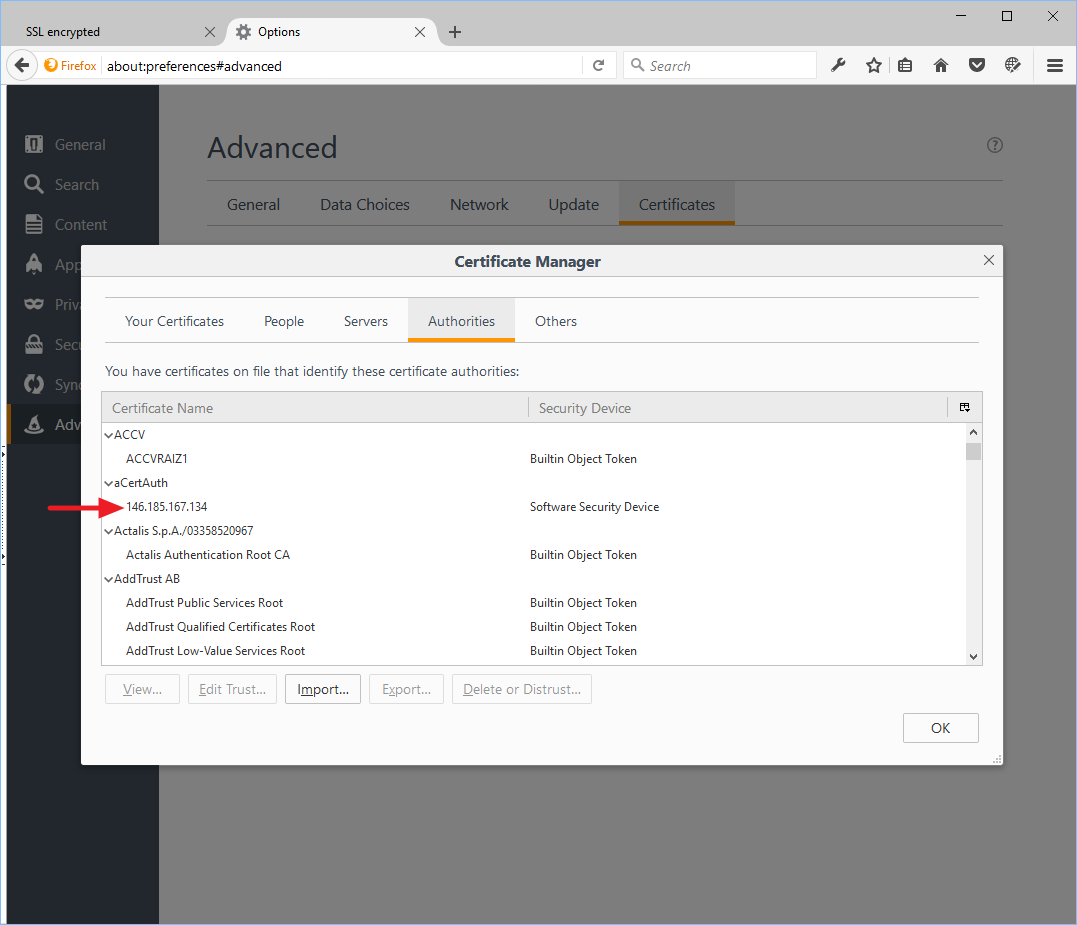 SSL encrypted
Options
Firefox
about:preferences#advanced
Search
General
Search
Content
App
Priva
Secu
Sync
Adv
Advanced
General Data Choices Network Update Certificates
Certificate Manager
Your Certificates People Servers Authorities Others
You have certificates on file that identify these certificate authorities:
Certificate Name Security Device
ACCV
ACCVRAIZ1 Builtin Object Token
aCertAuth
146.185.167.134 Software Security Device
Actalis S.p.A./03358520967
Actalis Authentication Root CA Builtin Object Token
AddTrust AB
AddTrust Public Services Root Builtin Object Token
AddTrust Qualified Certificates Root Builtin Object Token
AddTrust Low-Value Services Root Builtin Object Token
View... Edit Trust... Import... Export... Delete or Distrust...
OK